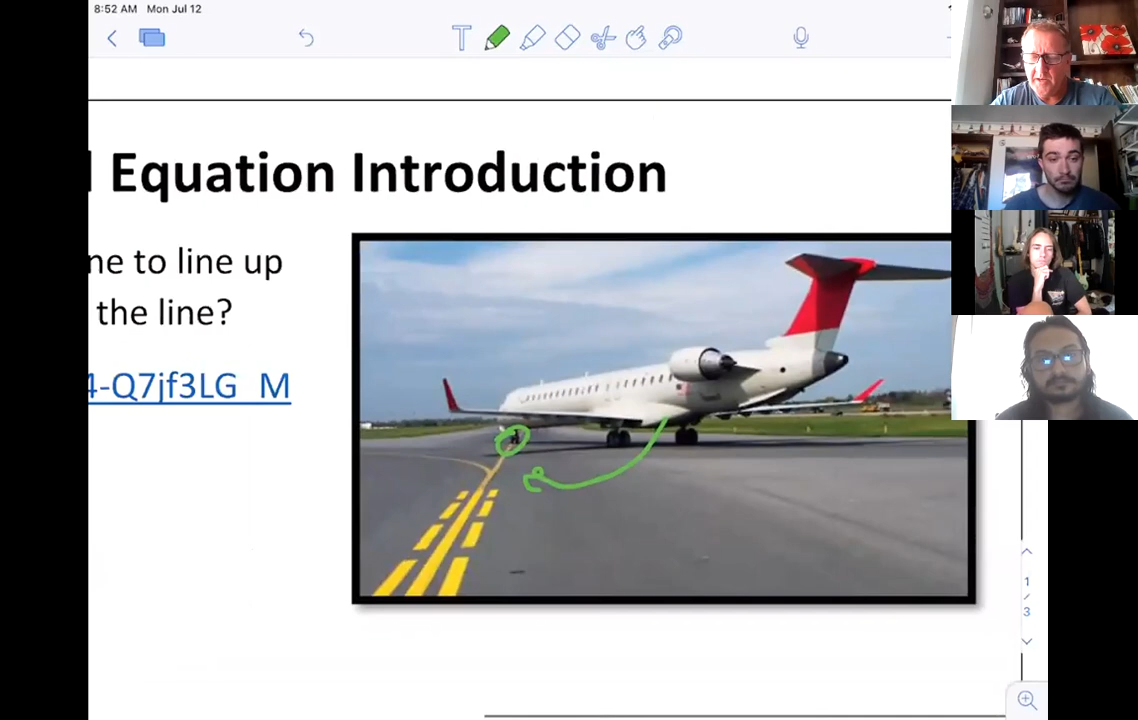 8:52 AM Mon Jul 12
Equation Introduction
ne to line up
the line?
4-Q7jf3LG_M
1
/
3